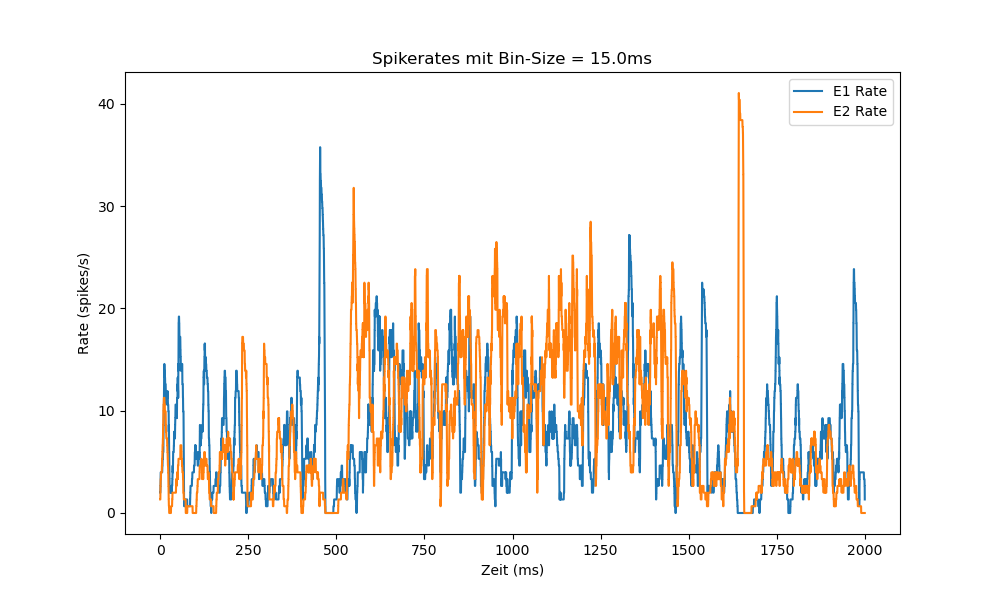 Spikerates mit Bin-Size = 15.0ms
E1 Rate
E2 Rate
40
30
20
10
0
Rate (spikes/s)
0 250 500 750 1000 1250 1500 1750 2000
Zeit (ms)